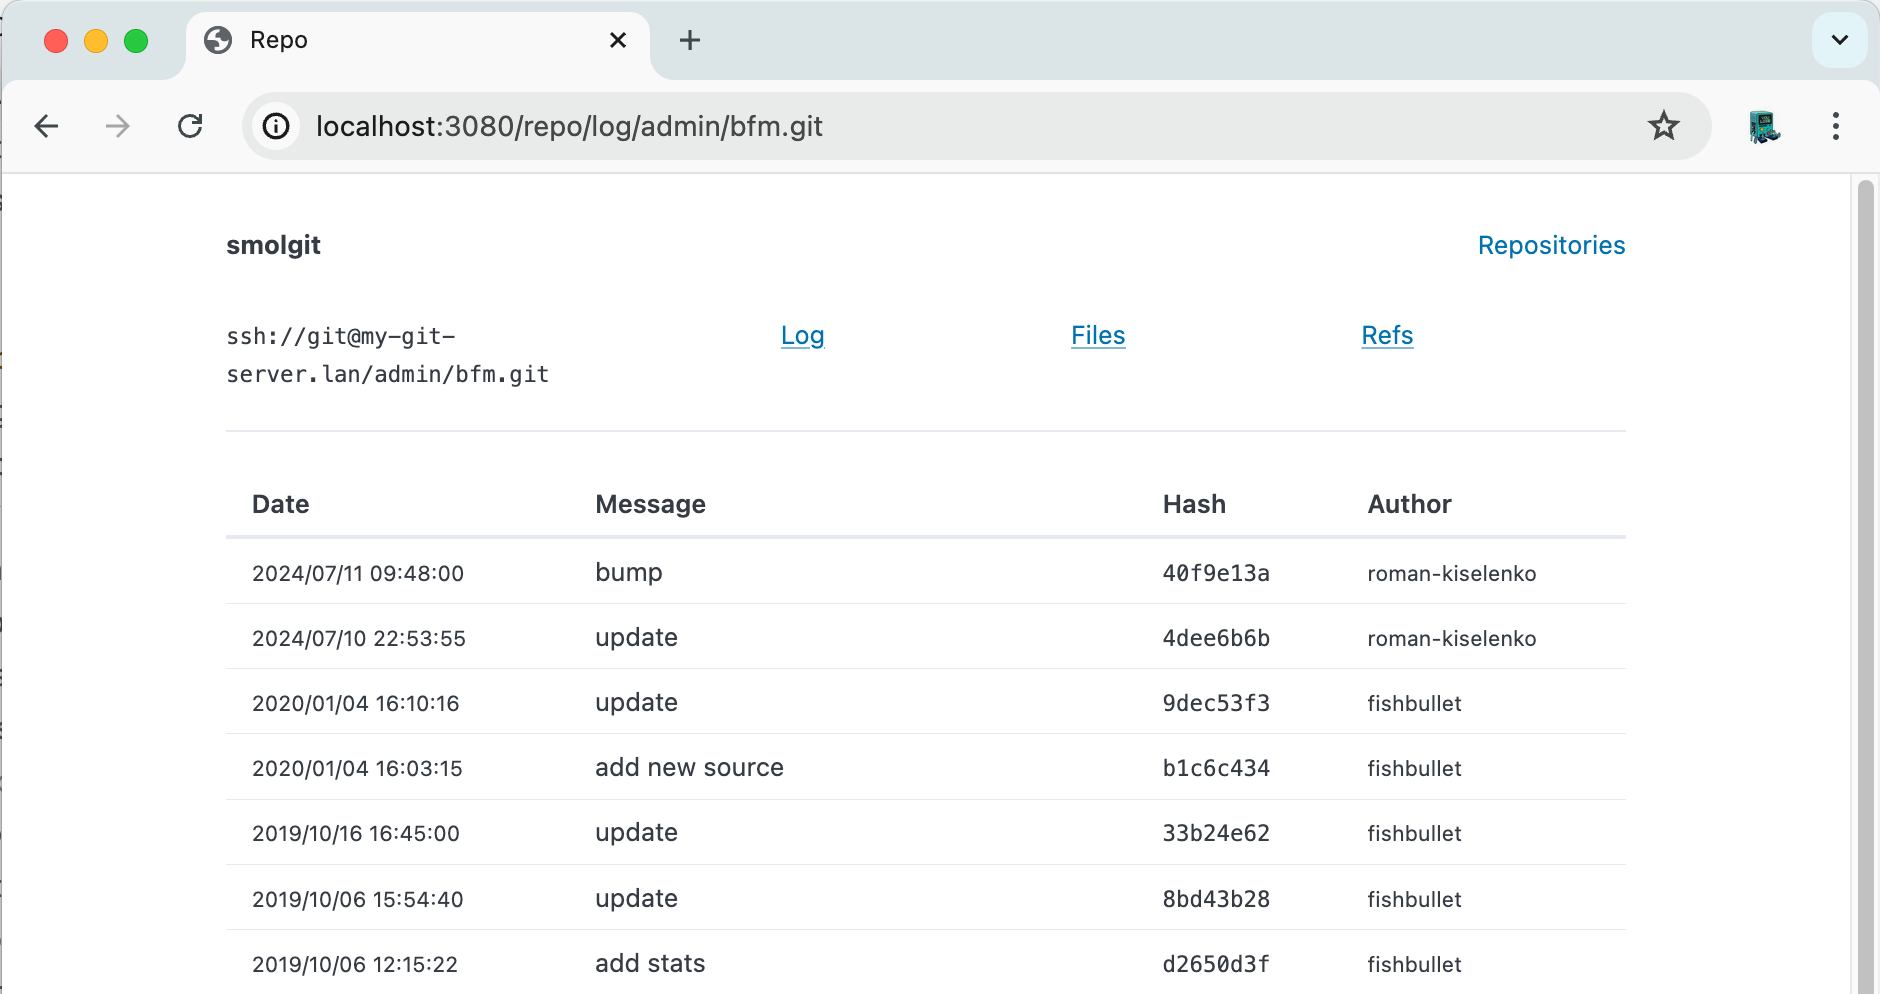 Repo
localhost:3080/repo/log/admin/bfm.git
smolgit Repositories
ssh://git@my-git-
server.lan/admin/bfm.git
Log Files Refs
Date Message Hash Author
2024/07/11 09:48:00 bump 40f9e13a roman-kiselenko
2024/07/10 22:53:55 update 4dee6b6b roman-kiselenko
2020/01/04 16:10:16 update 9dec53f3 fishbullet
2020/01/04 16:03:15 add new source b1c6c434 fishbullet
2019/10/16 16:45:00 update 33b24e62 fishbullet
2019/10/06 15:54:40 update 8bd43b28 fishbullet
2019/10/06 12:15:22 add stats d2650d3f fishbullet